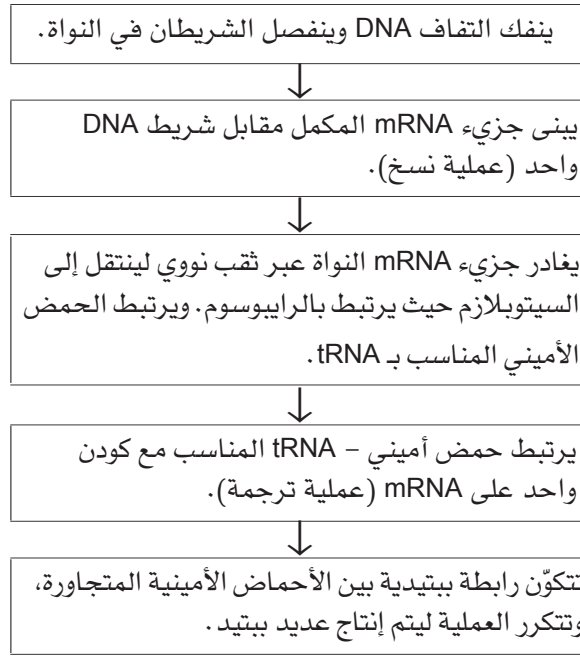 ينفك التفاف DNA وينفصل الشريطان في النواة.
يبنى جزيء mRNA المكمل مقابل شريط DNA
واحد (عملية نسخ).
يغادر جزيء mRNA النواة عبر ثقب نووي لينتقل إلى
السيتوبلازم حيث يرتبط بالرايبوسوم. ويرتبط الحمض
الأميني المناسب بـ tRNA.
يرتبط حمض أميني – tRNA المناسب مع كودن
واحد على mRNA (عملية ترجمة).
تتكوّن رابطة ببتيدية بين الأحماض الأمينية المتجاورة،
وتتكرر العملية ليتم إنتاج عديد ببتيد.